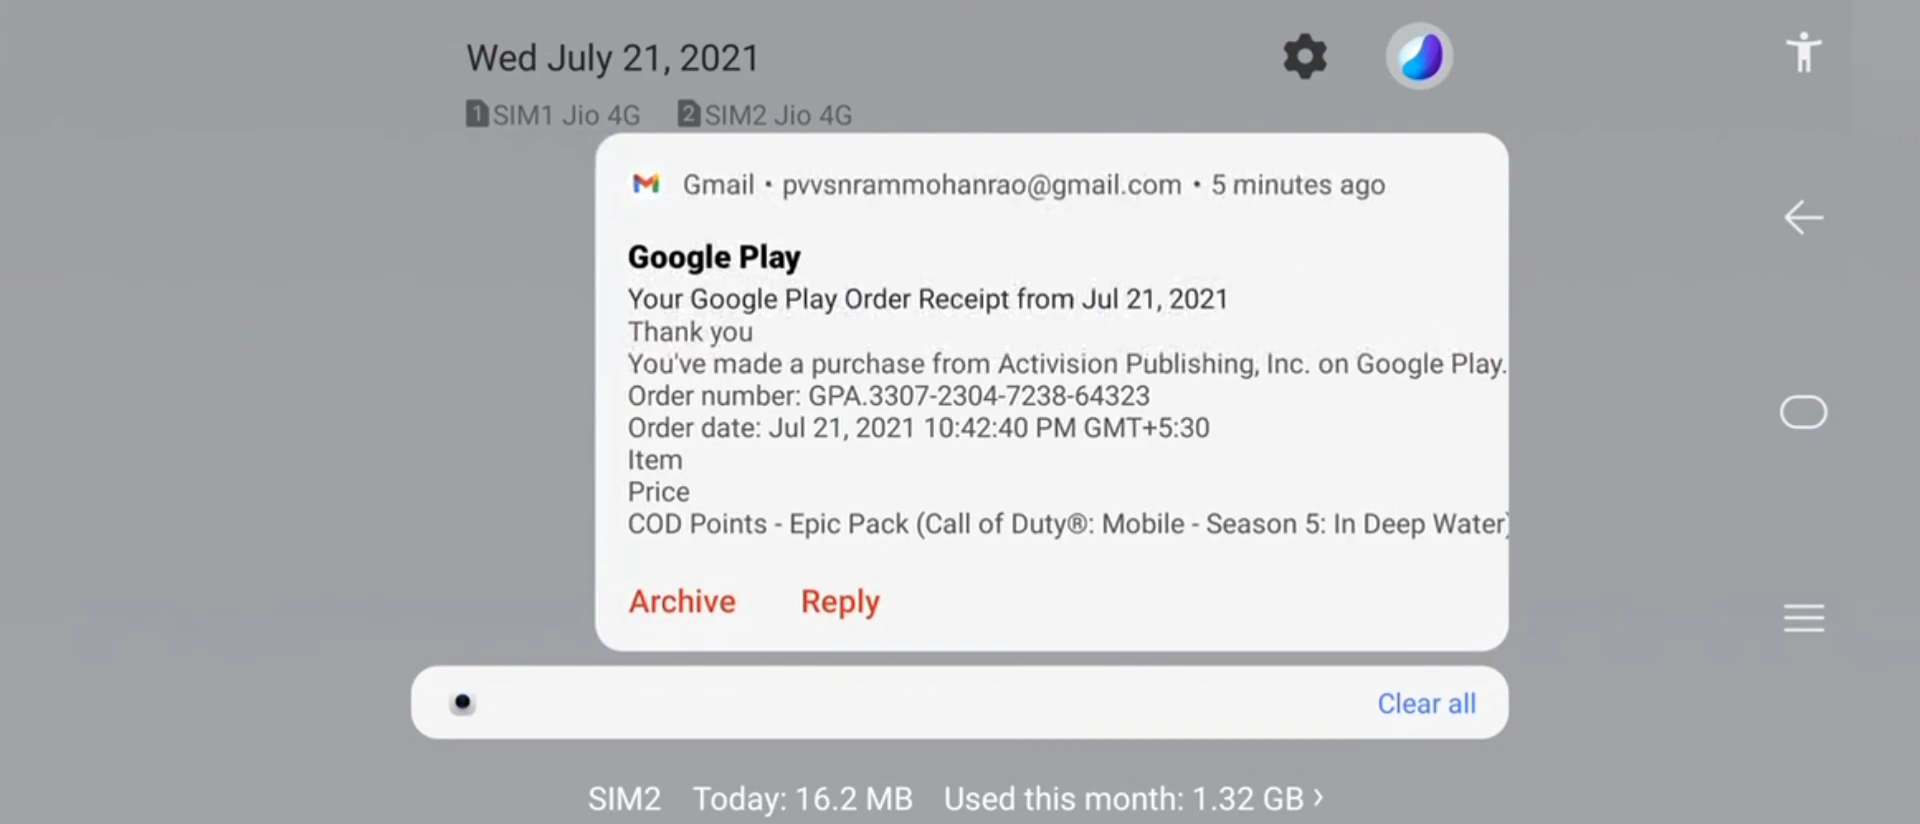 Wed July 21, 2021
1 SIM1 Jio 4G 2 SIM2 Jio 4G
Gmail • pvvsnrammohanrao@gmail.com • 5 minutes ago
Google Play
Your Google Play Order Receipt from Jul 21, 2021
Thank you
You've made a purchase from Activision Publishing, Inc. on Google Play.
Order number: GPA.3307-2304-7238-64323
Order date: Jul 21, 2021 10:42:40 PM GMT+5:30
Item
Price
COD Points - Epic Pack (Call of Duty®: Mobile - Season 5: In Deep Water)
Archive Reply
Clear all
SIM2 Today: 16.2 MB Used this month: 1.32 GB ›